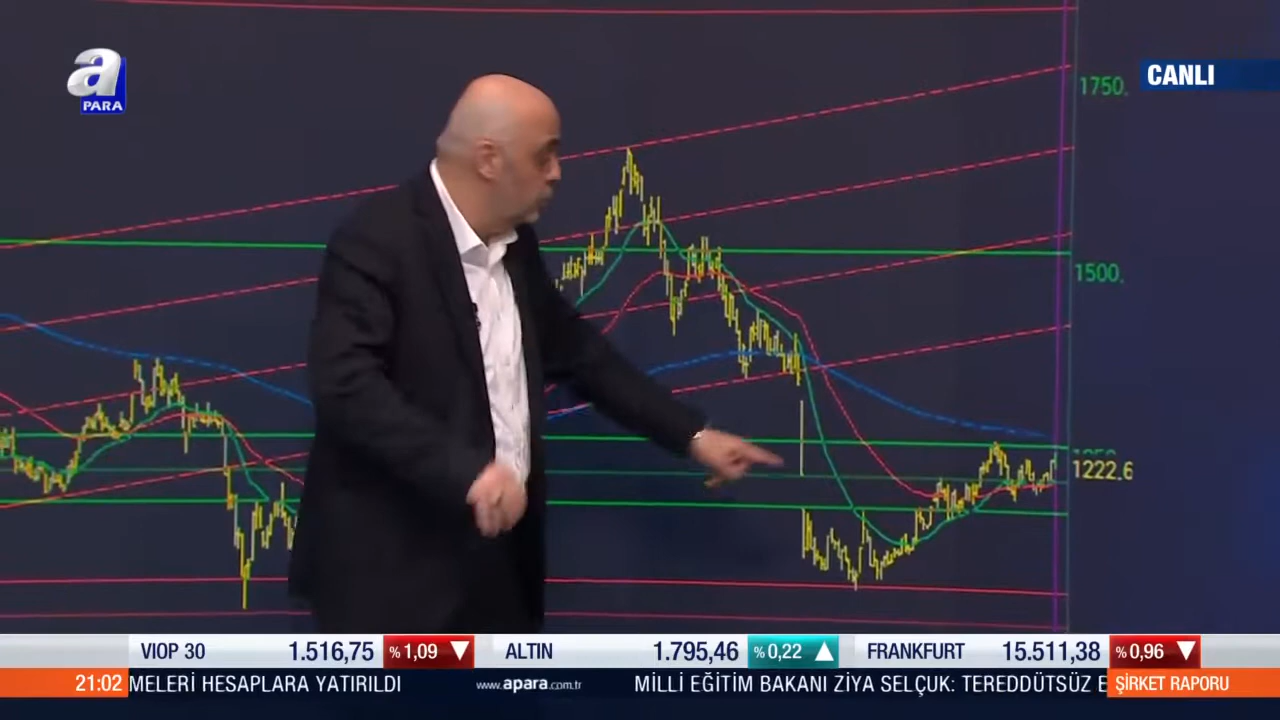 a
PARA
CANLI
1750.
1500.
1222.6
VIOP 30 1.516,75 %1,09 ALTIN 1.795,46 %0,22 FRANKFURT 15.511,38 %0,96
21:02 MELERİ HESAPLARA YATIRILDI www.apara.com.tr MİLLİ EĞİTİM BAKANI ZİYA SELÇUK: TEREDDÜTSÜZ E ŞİRKET RAPORU